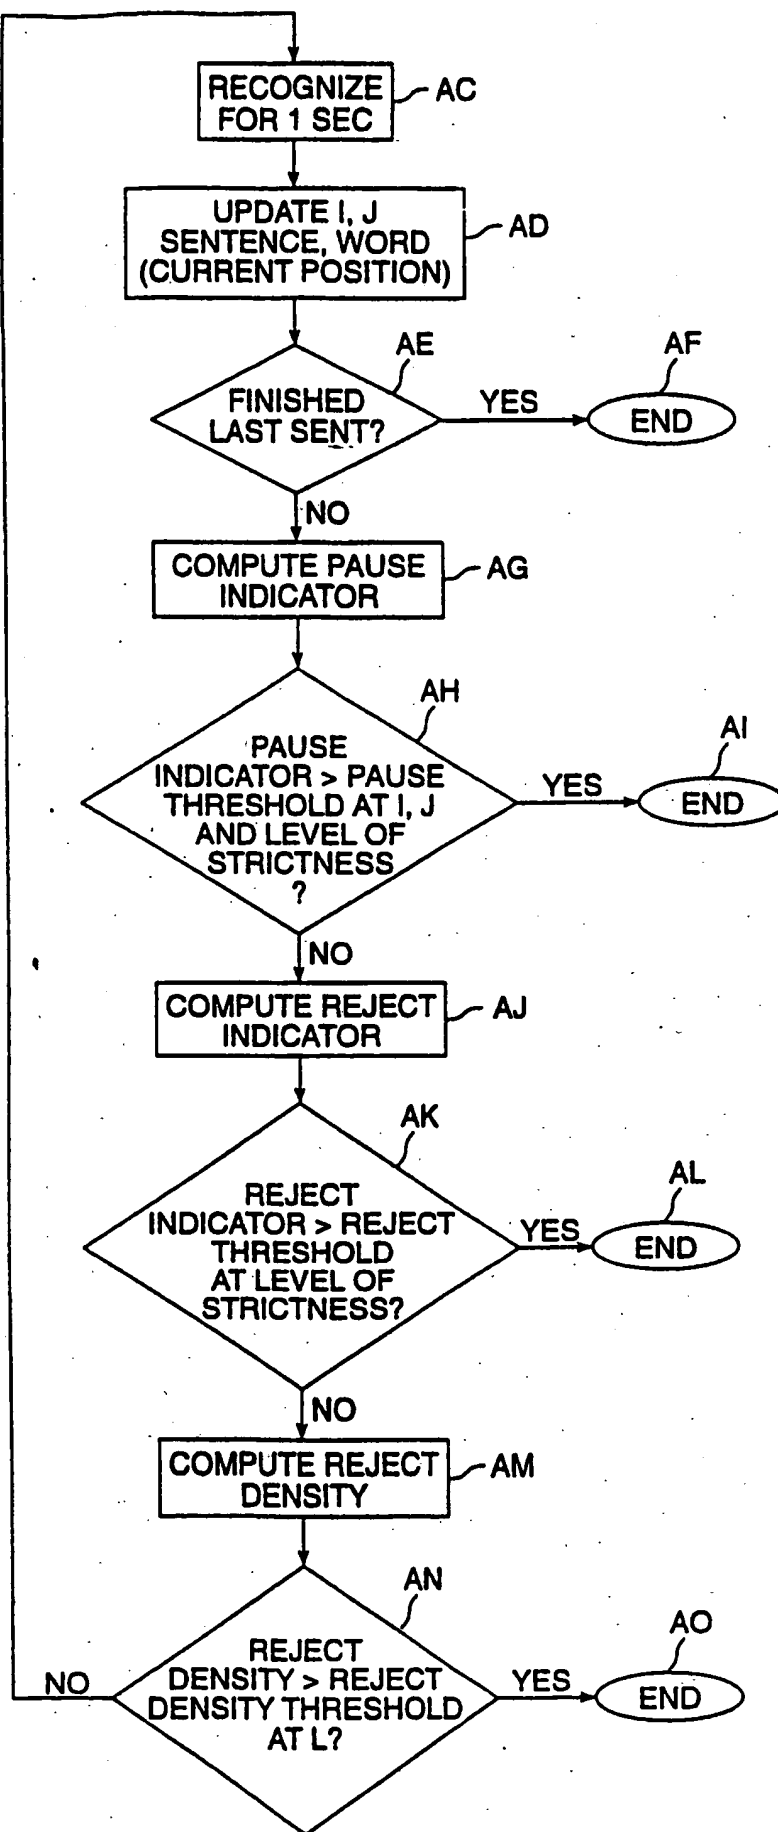 RECOGNIZE
FOR 1 SEC
AC
UPDATE I, J
SENTENCE, WORD
(CURRENT POSITION)
AD
AE
FINISHED
LAST SENT?
YES
AF
END
NO
COMPUTE PAUSE
INDICATOR
AG
AH
PAUSE
INDICATOR > PAUSE
THRESHOLD AT I, J
AND LEVEL OF
STRICTNESS
?
YES
AI
END
NO
COMPUTE REJECT
INDICATOR
AJ
AK
REJECT
INDICATOR > REJECT
THRESHOLD
AT LEVEL OF
STRICTNESS?
YES
AL
END
NO
COMPUTE REJECT
DENSITY
AM
AN
REJECT
DENSITY > REJECT
DENSITY THRESHOLD
AT L?
NO
YES
AO
END